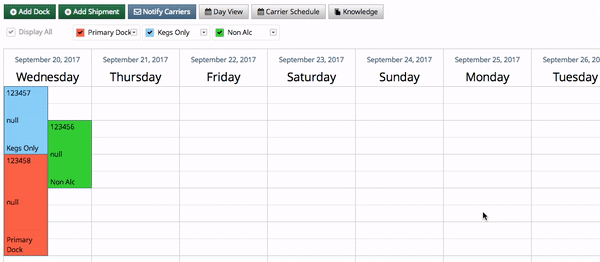 Add Dock Add Shipment Notify Carriers Day View Carrier Schedule Knowledge
Display All Primary Dock Kegs Only Non Alc
September 20, 2017 September 21, 2017 September 22, 2017 September 23, 2017 September 24, 2017 September 25, 2017 September 26, 20
Wednesday Thursday Friday Saturday Sunday Monday Tuesday
123457
null
Kegs Only
123456
null
Non Alc
123458
null
Primary
Dock